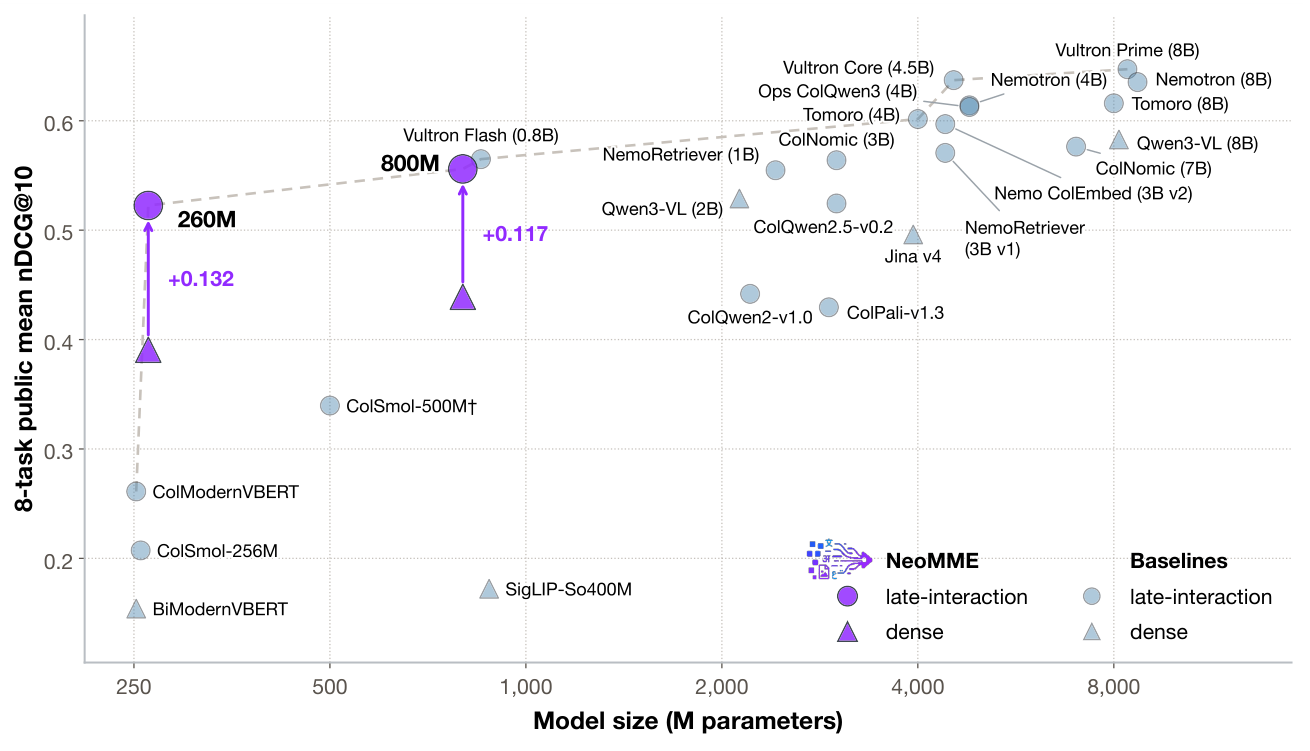 8-task public mean nDCG@10
0.6
0.5
0.4
0.3
0.2
Vultron Prime (8B)
Vultron Core (4.5B)
Nemotron (4B)
Nemotron (8B)
Ops ColQwen3 (4B)
Tomoro (4B)
Tomoro (8B)
Vultron Flash (0.8B)
ColNomic (3B)
Qwen3-VL (8B)
800M
NemoRetriever (1B)
ColNomic (7B)
Nemo ColEmbed (3B v2)
Qwen3-VL (2B)
260M
ColQwen2.5-v0.2
NemoRetriever
(3B v1)
+0.117
Jina v4
+0.132
ColQwen2-v1.0
ColPali-v1.3
ColSmol-500M†
ColModernVBERT
ColSmol-256M
BiModernVBERT
SigLIP-So400M
NeoMME
late-interaction
dense
Baselines
late-interaction
dense
250
500
1,000
2,000
4,000
8,000
Model size (M parameters)